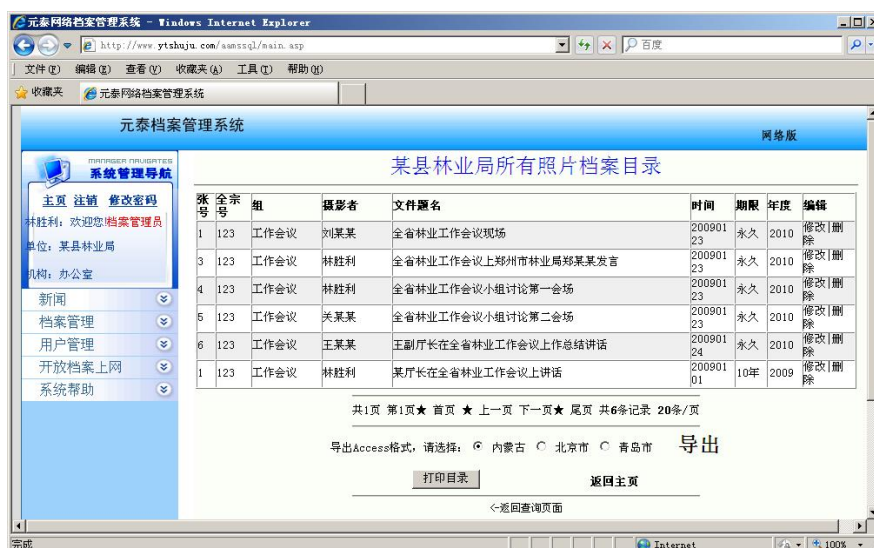 元泰网络档案管理系统 - Windows Internet Explorer
http://www.ytshuju.com/aamssql/main.asp
百度
文件(F) 编辑(E) 查看(V) 收藏夹(A) 工具(T) 帮助(H)
收藏夹 元泰网络档案管理系统
元泰档案管理系统
网络版
MANAGER NAUIGATES
系统管理导航
主页 注销 修改密码
林胜利：欢迎您!档案管理员
单位：某县林业局
机构：办公室
新闻
档案管理
用户管理
开放档案上网
系统帮助
某县林业局所有照片档案目录
张号 全宗号 组 摄影者 文件题名 时间 期限 年度 编辑
1 123 工作会议 刘某某 全省林业工作会议现场 20090123 永久 2010 修改|删除
3 123 工作会议 林胜利 全省林业工作会议上郑州市林业局郑某某发言 20090123 永久 2010 修改|删除
4 123 工作会议 林胜利 全省林业工作会议小组讨论第一会场 20090123 永久 2010 修改|删除
5 123 工作会议 关某某 全省林业工作会议小组讨论第二会场 20090123 永久 2010 修改|删除
6 123 工作会议 王某某 王副厅长在全省林业工作会议上作总结讲话 20090124 永久 2010 修改|删除
1 123 工作会议 林胜利 某厅长在全省林业工作会议上讲话 20090101 10年 2009 修改|删除
共1页 第1页★ 首页 ★ 上一页 下一页★ 尾页 共6条记录 20条/页
导出Access格式，请选择： 内蒙古 北京市 青岛市 导出
打印目录 返回主页
<-返回查询页面
完成 Internet 100%